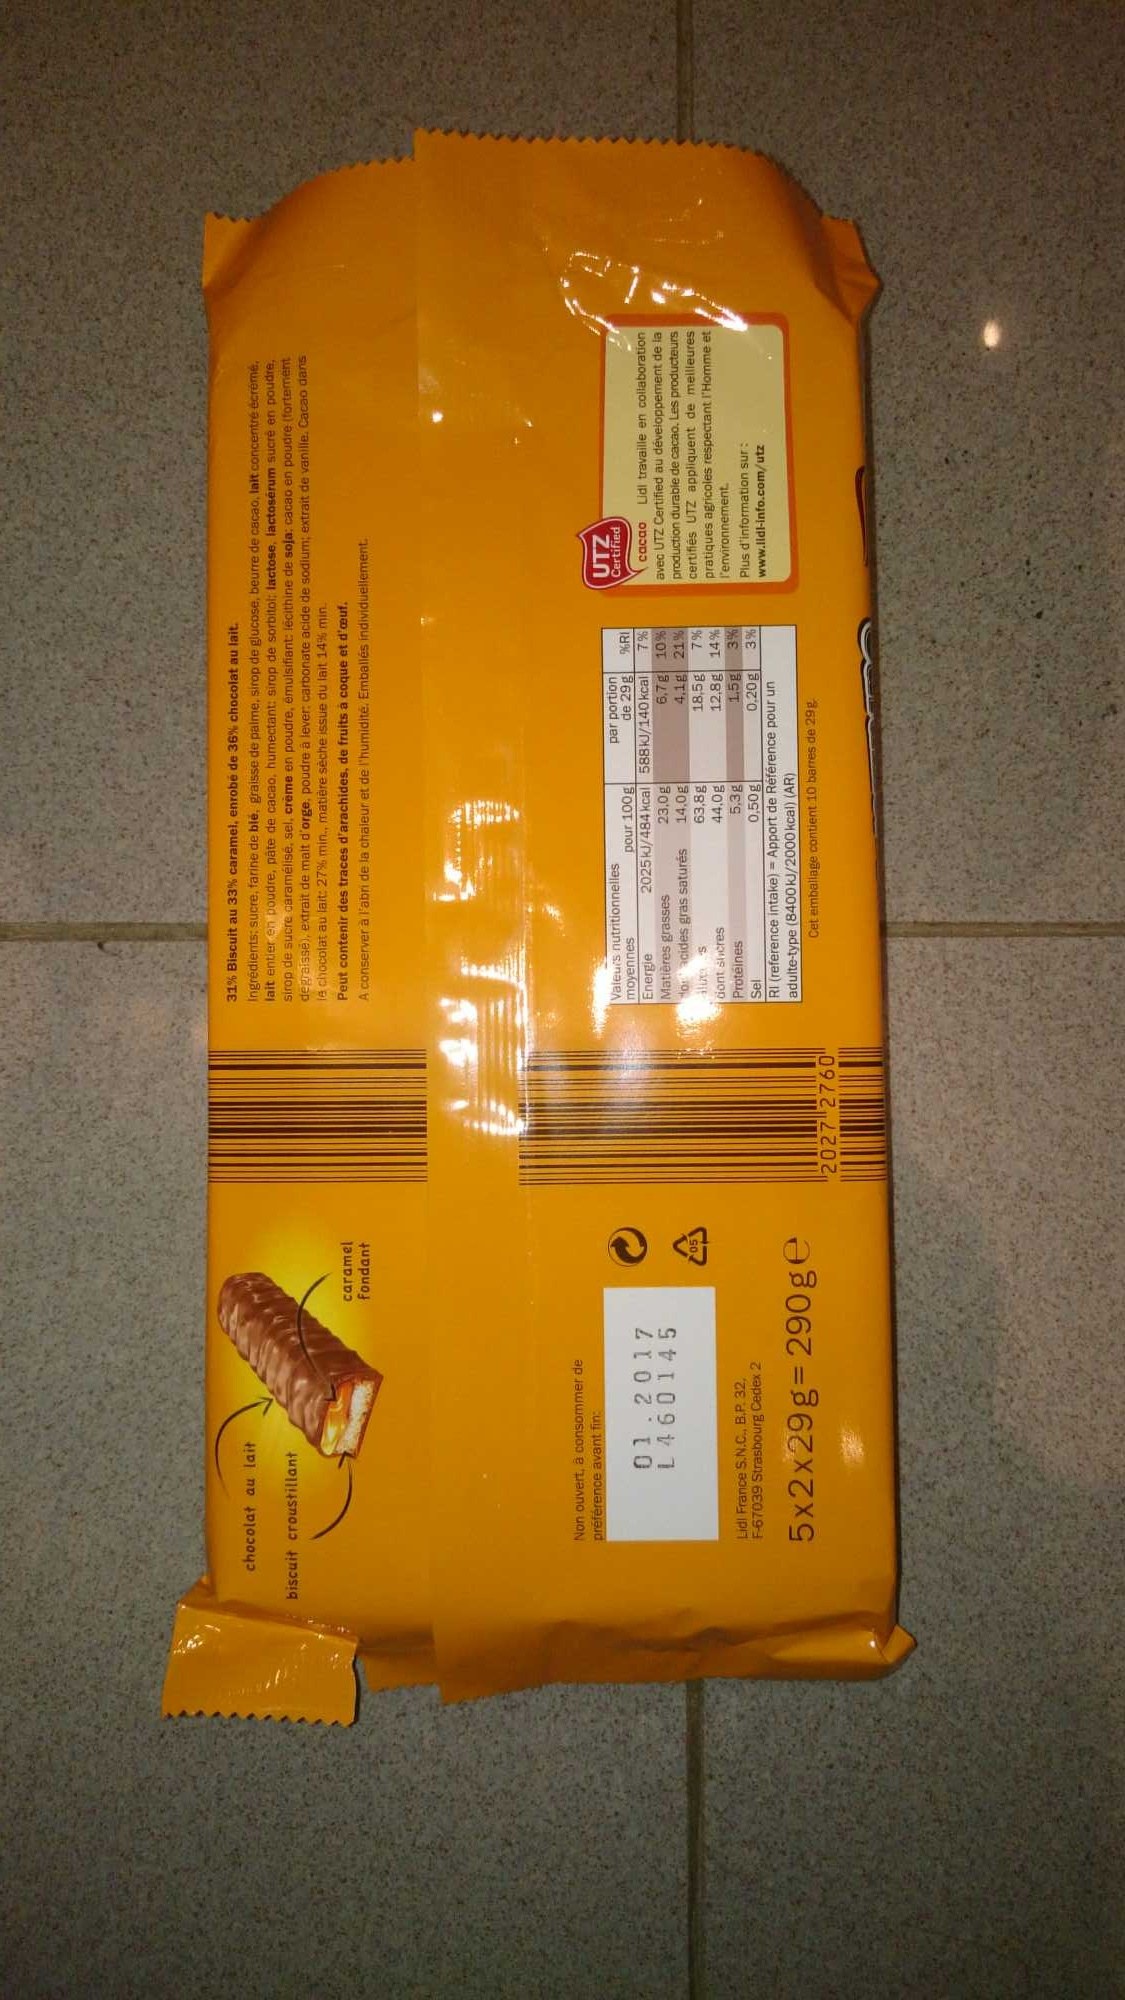 chocolat au lait
biscuit croustillant
caramel
fondant
31% Biscuit au 33% caramel, enrobé de 36% chocolat au lait.
Ingrédients: sucre, farine de blé, graisse de palme, sirop de glucose, beurre de cacao, lait concentré écrémé,
lait entier en poudre, pâte de cacao, humectant: sirop de sorbitol; lactose, lactosérum sucré en poudre,
sirop de sucre caramélisé, sel, crème en poudre, émulsifiant: lécithine de soja; cacao en poudre (fortement
dégraissé), extrait de malt d'orge, poudre à lever: carbonate acide de sodium; extrait de vanille. Cacao dans
le chocolat au lait: 27% min., matière sèche issue du lait 14% min.
Peut contenir des traces d'arachides, de fruits à coque et d'œuf.
A conserver à l'abri de la chaleur et de l'humidité. Emballés individuellement.
Non ouvert, à consommer de
préférence avant fin:
01.2017
L460145
05
Lidl France S.N.C., B.P. 32,
F-67039 Strasbourg Cedex 2
5x2x29g= 290g e
2027 2760
Valeurs nutritionnelles moyennes pour 100g par portion de 29g %RI
Energie 2025kJ/484kcal 588kJ/140kcal 7%
Matières grasses 23,0g 6,7g 10%
acides gras saturés 14,0g 4,1g 21%
63,8g 18,5g 7%
dont sucres 44,0g 12,8g 14%
Protéines 5,3g 1,5g 3%
Sel 0,50g 0,20g 3%
RI (reference intake) = Apport de Référence pour un
adulte-type (8400kJ/2000kcal) (AR)
Cet emballage contient 10 barres de 29g.
UTZ
Certified
cacao Lidl travaille en collaboration
avec UTZ Certified au développement de la
production durable de cacao. Les producteurs
certifiés UTZ appliquent de meilleures
pratiques agricoles respectant l'Homme et
l'environnement.
Plus d'information sur :
www.lidl-info.com/utz